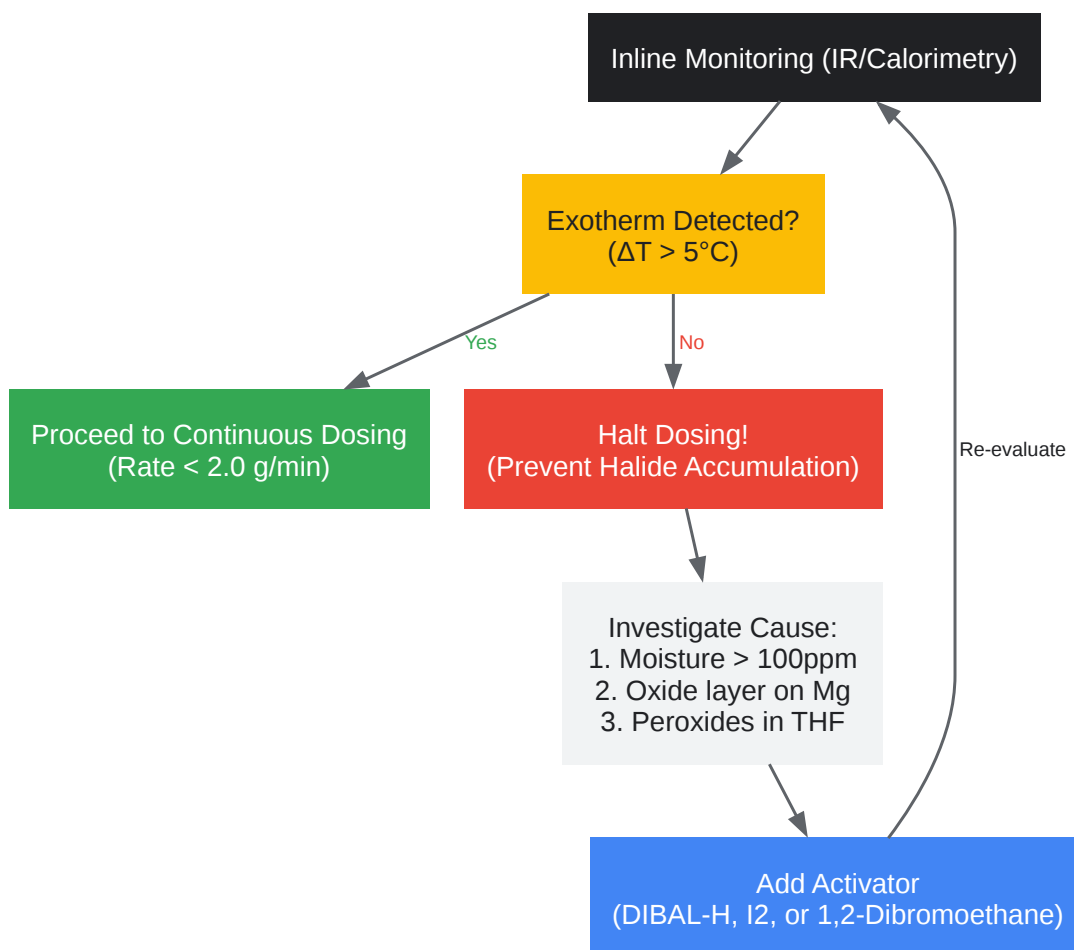 Inline Monitoring (IR/Calorimetry)
Exotherm Detected?
(ΔT > 5°C)
Yes
No
Proceed to Continuous Dosing
(Rate < 2.0 g/min)
Halt Dosing!
(Prevent Halide Accumulation)
Re-evaluate
Investigate Cause:
1. Moisture > 100ppm
2. Oxide layer on Mg
3. Peroxides in THF
Add Activator
(DIBAL-H, I2, or 1,2-Dibromoethane)